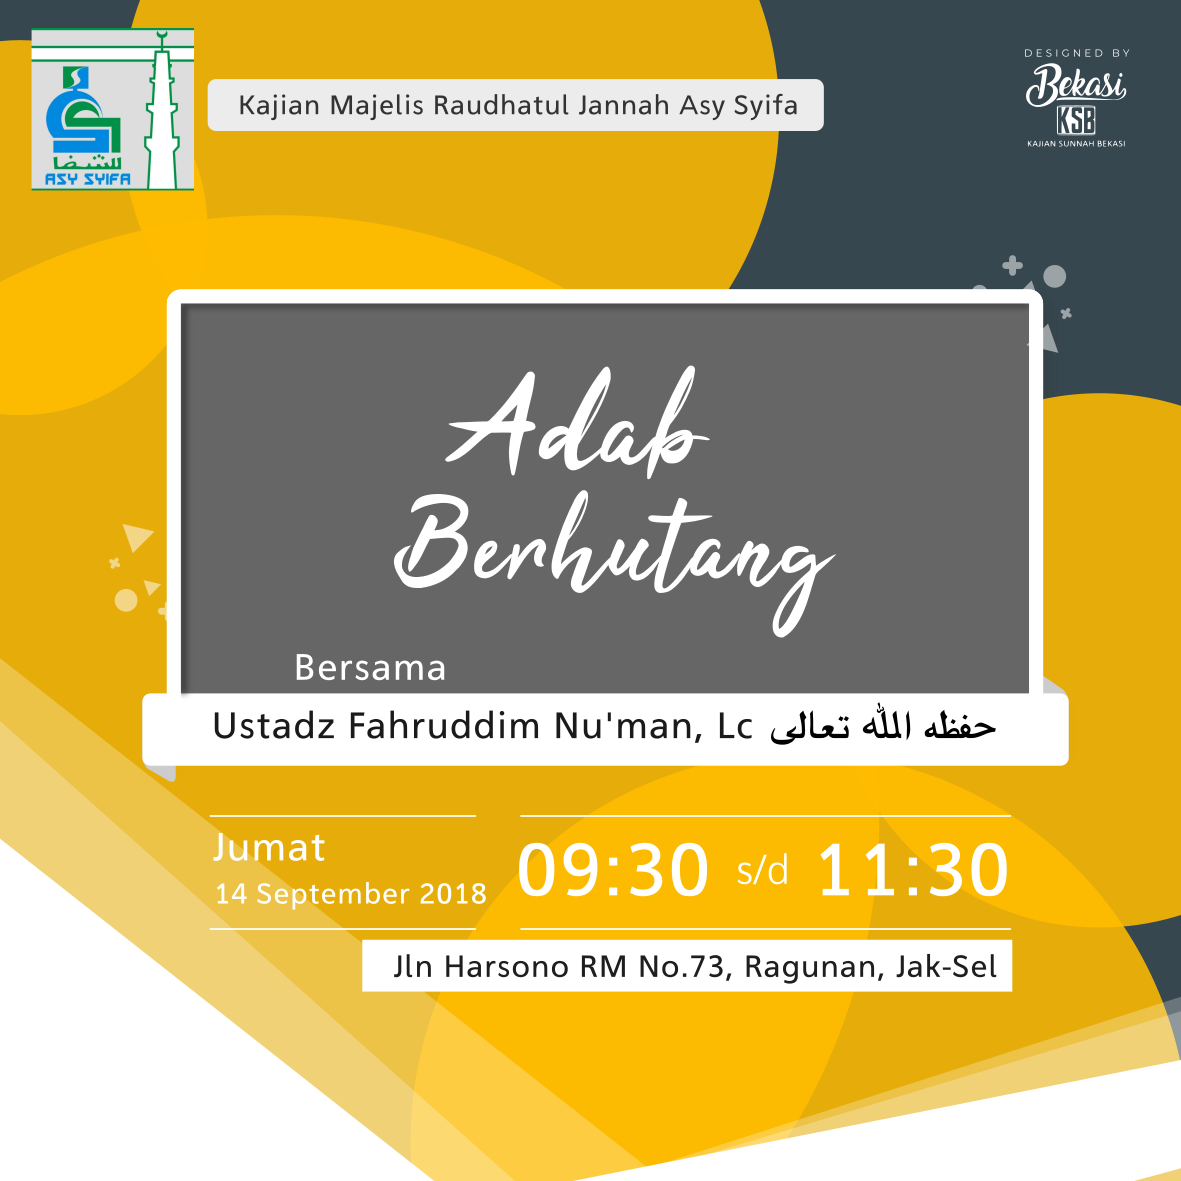 للشفا
ASY SYIFA
Kajian Majelis Raudhatul Jannah Asy Syifa
DESIGNED BY
Bekasi
KSB
KAJIAN SUNNAH BEKASI
Adab
Berhutang
Bersama
Ustadz Fahruddim Nu'man, Lc حفظه الله تعالى
Jumat
14 September 2018
09:30 s/d 11:30
Jln Harsono RM No.73, Ragunan, Jak-Sel